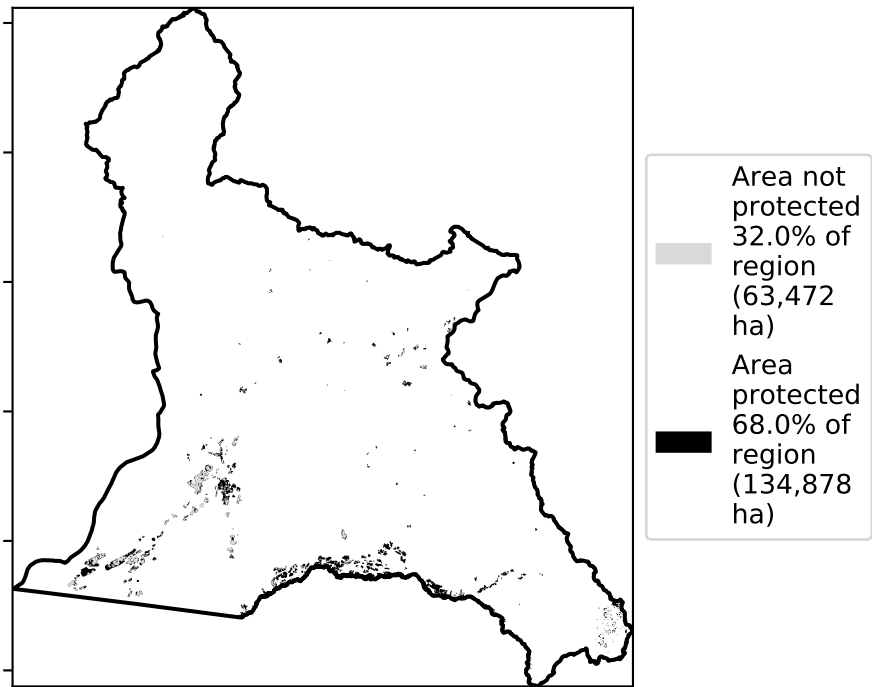 Area not
protected
32.0% of
region
(63,472
ha)
Area
protected
68.0% of
region
(134,878
ha)